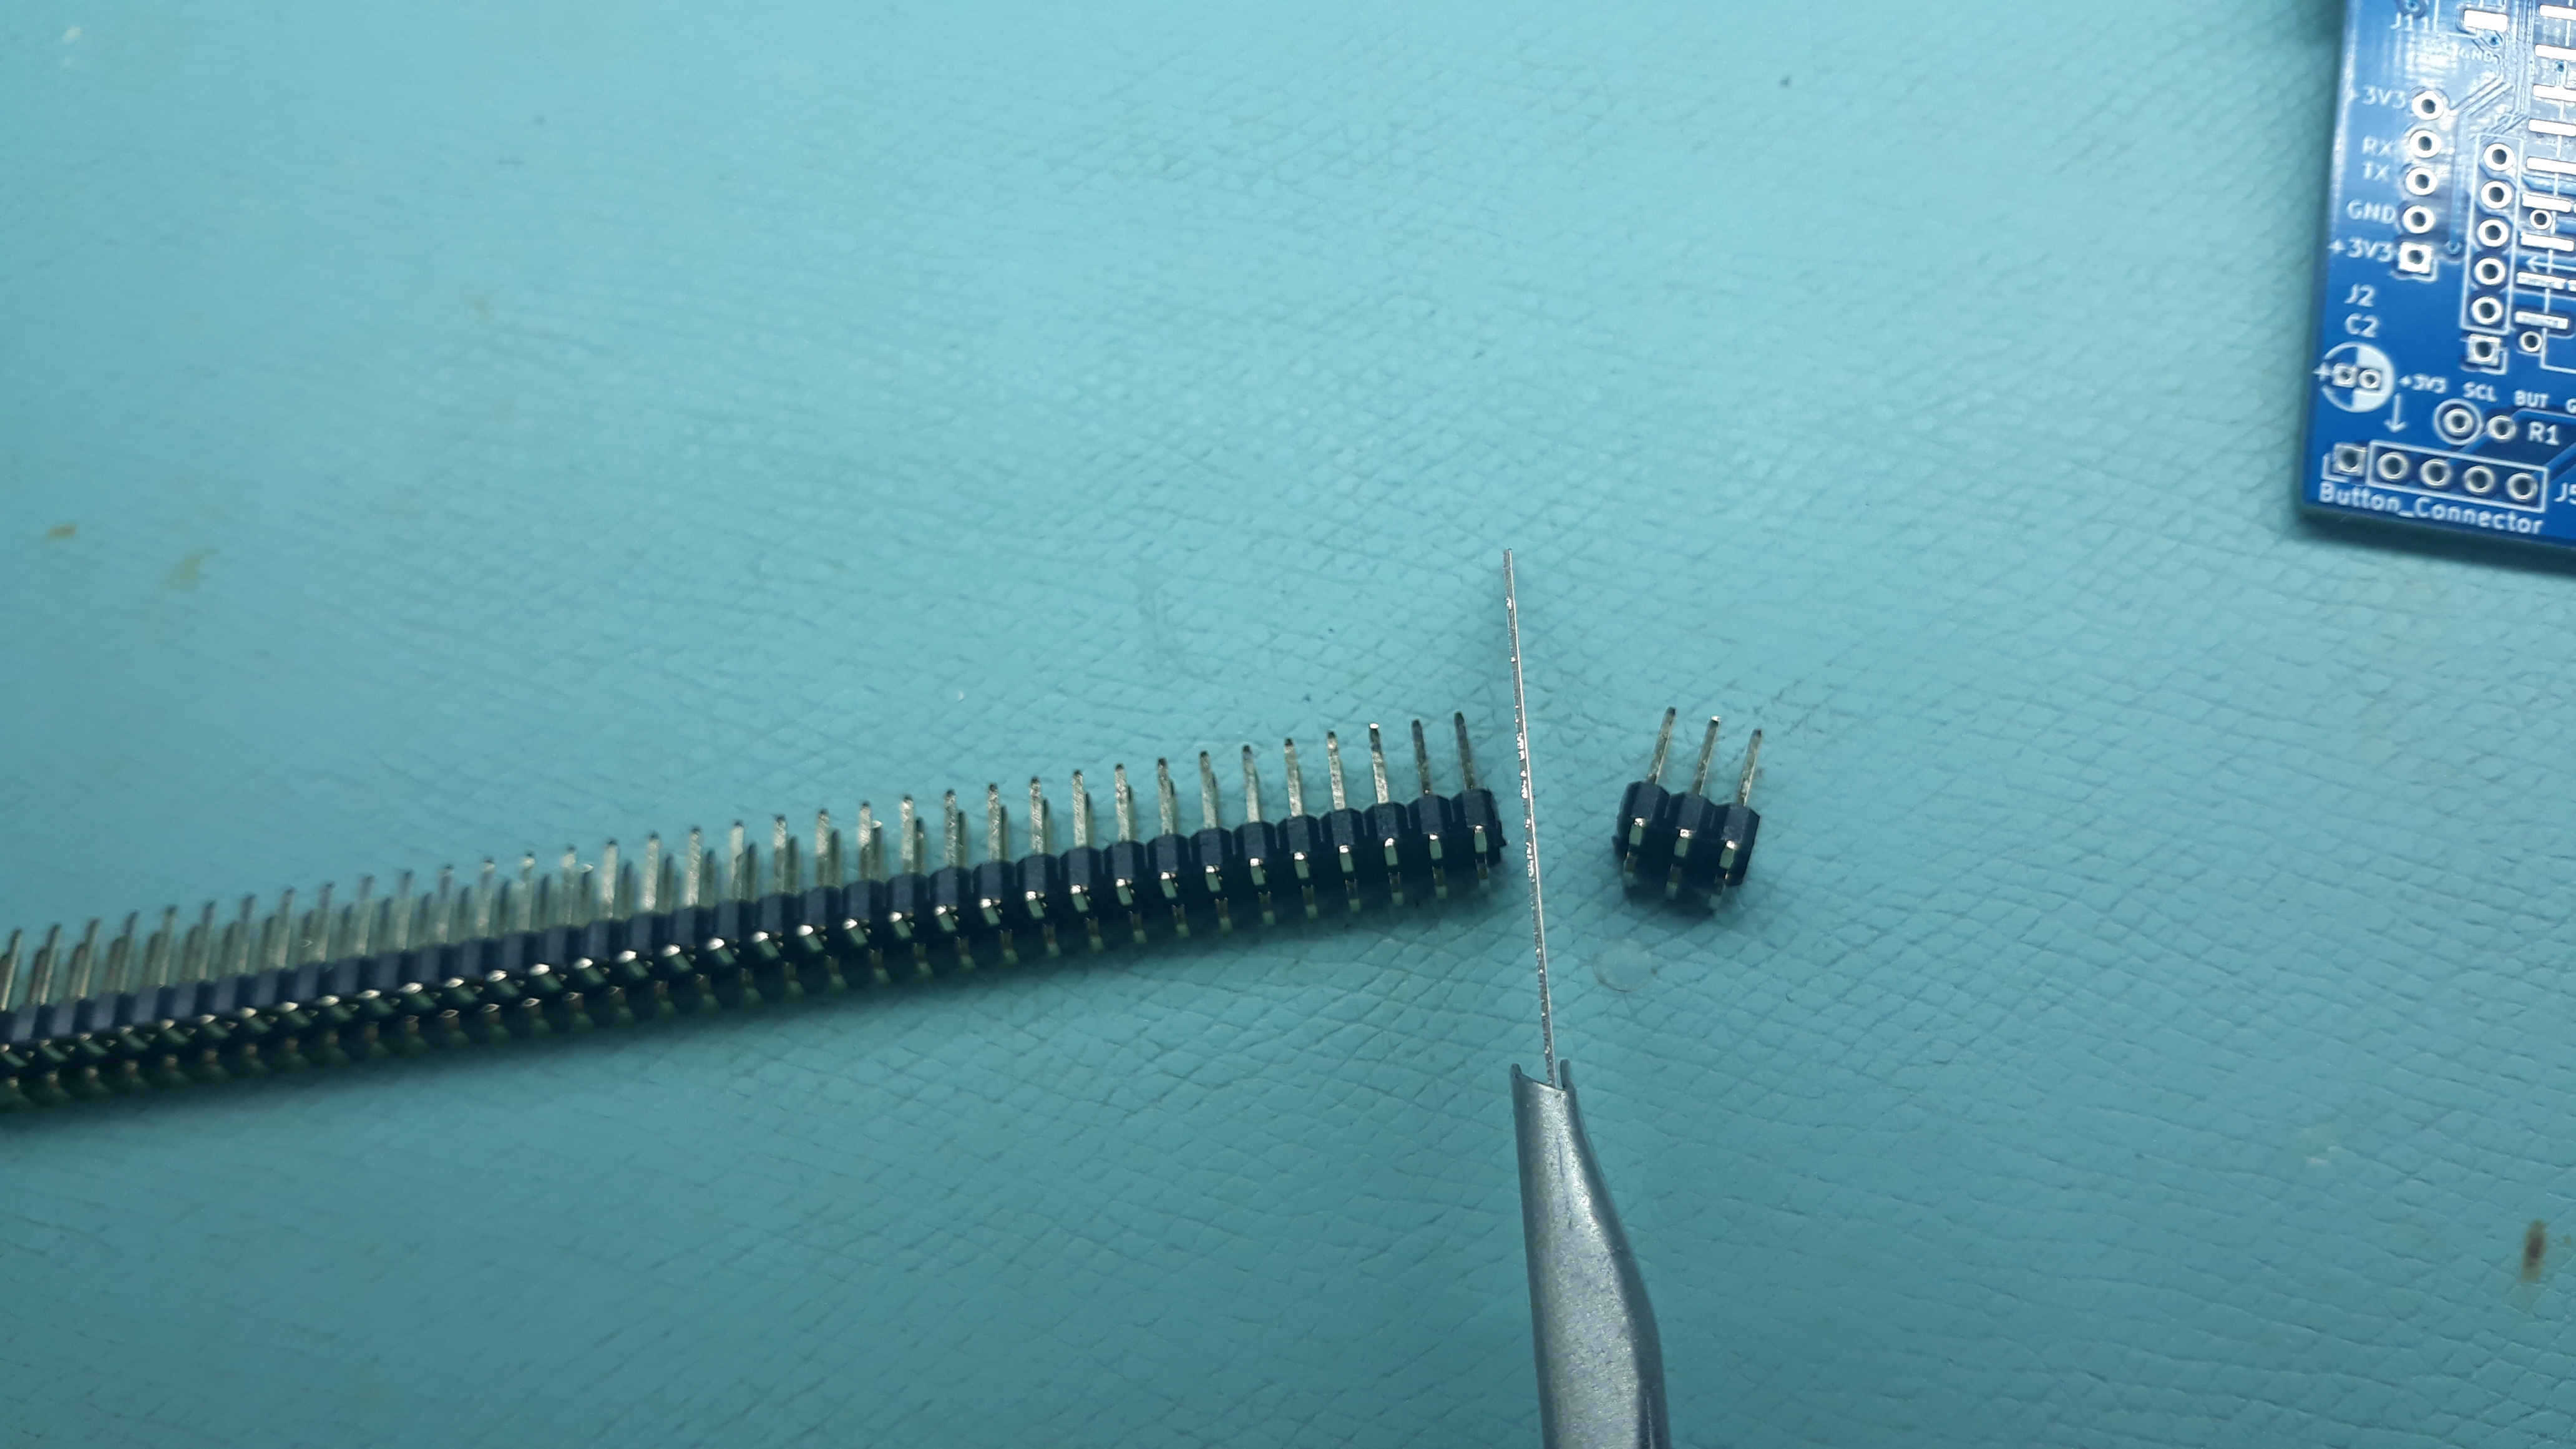 J11
GND
+3V3
RX
TX
GND
+3V3
J2
C2
+
+3V3 SCL BUT
R1
J5
Button_Connector